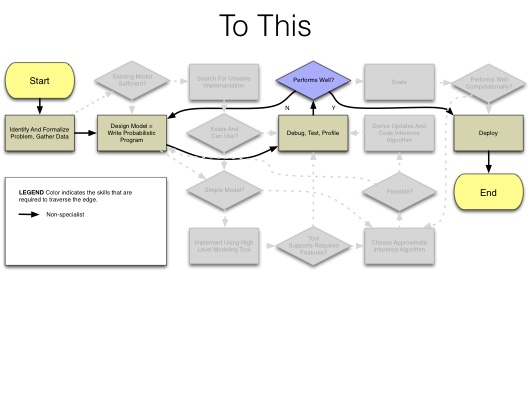 To This
Start
Existing Model
Sufficient?
Search For Useable
Implementation
Performs Well?
Scale
Performs Well
Computationally?
N
Y
Identify And Formalize
Problem, Gather Data
Design Model =
Write Probabilistic
Program
Exists And
Can Use?
Debug, Test, Profile
Derive Updates And
Code Inference
Algorithm
Deploy
LEGEND Color indicates the skills that are
required to traverse the edge.
Non-specialist
Simple Model?
Feasible?
End
Implement Using High
Level Modeling Tool
Tool
Supports Required
Features?
Choose Approximate
Inference Algorithm